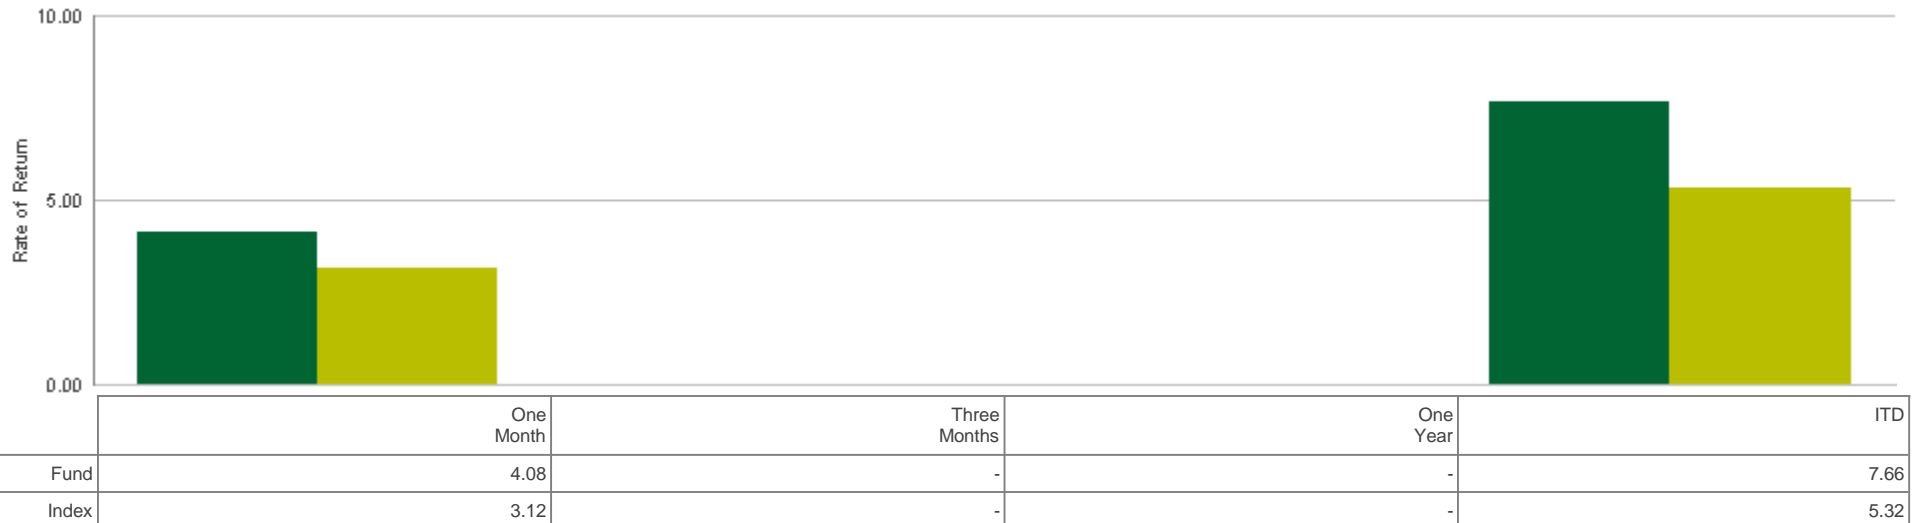 10.00
5.00
0.00
Rate of Return
One Month Three Months One Year ITD
Fund 4.08 - - 7.66
Index 3.12 - - 5.32